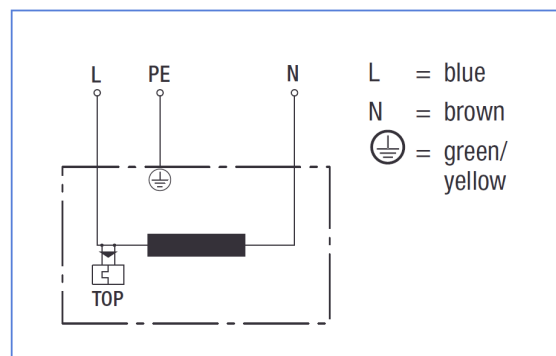 L PE N
L = blue
N = brown
= green/
yellow
TOP